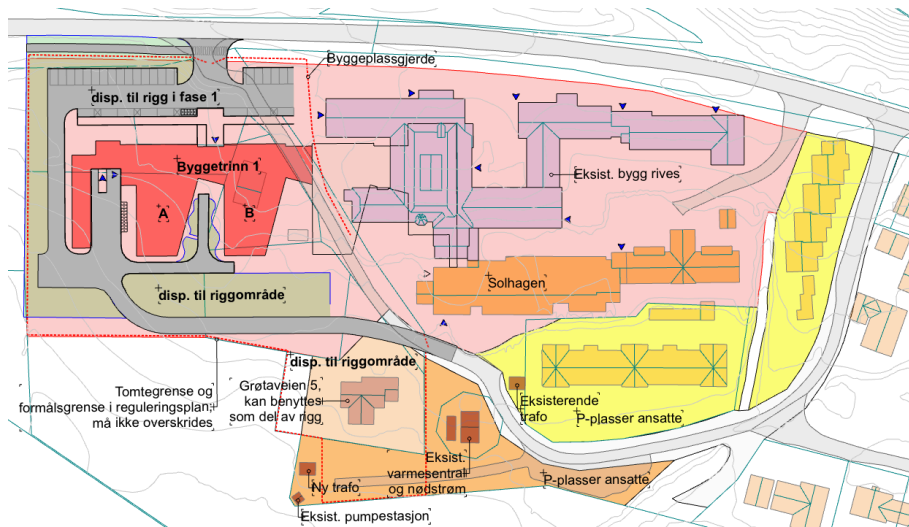 Byggeplassgjerde
disp. til rigg i fase 1
Byggetrinn 1
Eksist. bygg rives
A
B
Solhagen
disp. til riggområde
disp. til riggområde
Tomtegrense og
formålsgrense i reguleringsplan;
må ikke overskrides
Grøtaveien 5,
kan benyttes
som del av rigg
Eksisterende
trafo
P-plasser ansatte
Eksist.
varmesentral
og nødstrøm
P-plasser ansatte
Ny trafo
Eksist. pumpestasjon